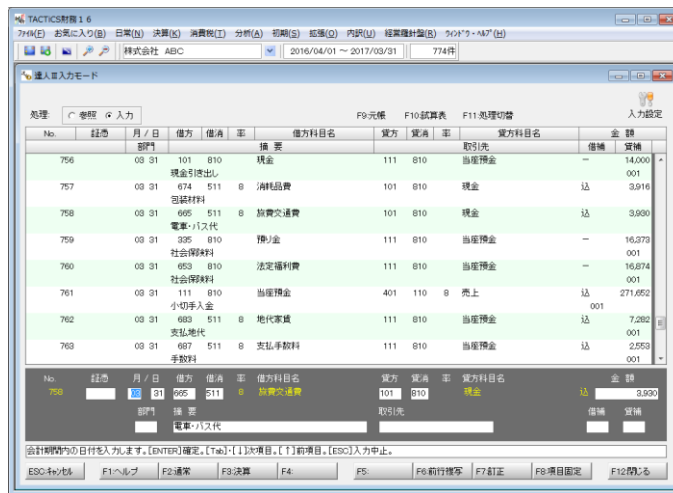 TACTiCS財務16
ファイル(F) お気に入り(B) 日常(N) 決算(K) 消費税(T) 分析(A) 初期(S) 拡張(O) 内訳(U) 経営羅針盤(R) ウィンドウ・ヘルプ(H)
株式会社 ABC 2016/04/01 ~ 2017/03/31 774件
達人Ⅲ入力モード
処理: 参照 入力 F9:元帳 F10:試算表 F11:処理切替 入力設定
No. 証憑 月 / 日 借方 借消 率 借方科目名 貸方 貸消 率 貸方科目名 金 額
部門 摘 要 取引先 借補 貸補
756 03 31 101 810 現金 111 810 当座預金 − 14,000
現金引き出し 001
757 03 31 674 511 8 消耗品費 101 810 現金 込 3,916
包装材料
758 03 31 665 511 8 旅費交通費 101 810 現金 込 3,930
電車・バス代
759 03 31 335 810 預り金 111 810 当座預金 − 16,373
社会保険料 001
760 03 31 653 810 法定福利費 111 810 当座預金 − 16,874
社会保険料 001
761 03 31 111 810 当座預金 401 110 8 売上 込 271,652
小切手入金 001
762 03 31 683 511 8 地代家賃 111 810 当座預金 込 7,282
支払地代 001
763 03 31 687 511 8 支払手数料 111 810 当座預金 込 2,553
手数料 001
No. 証憑 月 / 日 借方 借消 率 借方科目名 貸方 貸消 率 貸方科目名 金 額
758 03 31 665 511 8 旅費交通費 101 810 現金 込 3,930
部門 摘 要 取引先 借補 貸補
電車・バス代
会計期間内の日付を入力します。[ENTER]確定。[Tab]・[↓]次項目。[↑]前項目。[ESC]入力中止。
ESC:キャンセル F1:ヘルプ F2:通常 F3:決算 F4: F5: F6:前行複写 F7:訂正 F8:項目固定 F12:閉じる